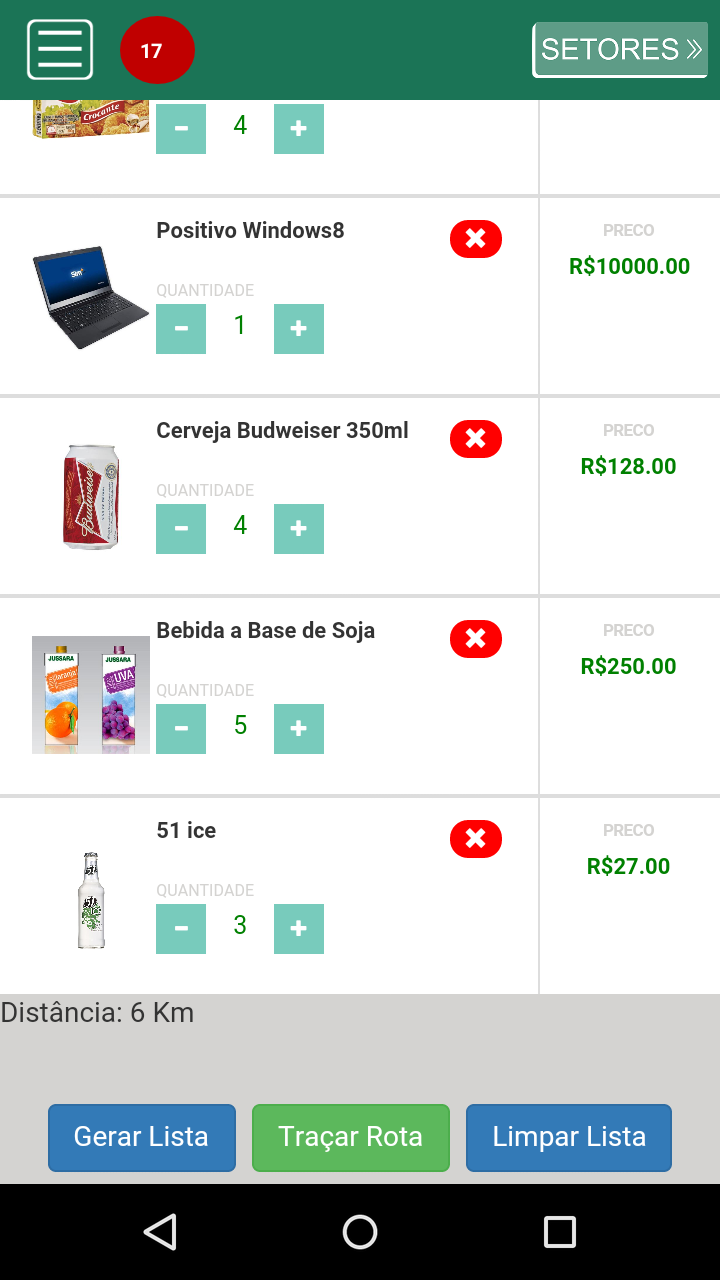 17
SETORES »
Crocante
4
Positivo Windows8
PRECO
R$10000.00
QUANTIDADE
1
Cerveja Budweiser 350ml
PRECO
R$128.00
Budweiser
QUANTIDADE
4
Bebida a Base de Soja
PRECO
R$250.00
JUSSARA
JUSSARA
UVA
QUANTIDADE
5
51 ice
PRECO
R$27.00
QUANTIDADE
3
Distância: 6 Km
Gerar Lista
Traçar Rota
Limpar Lista